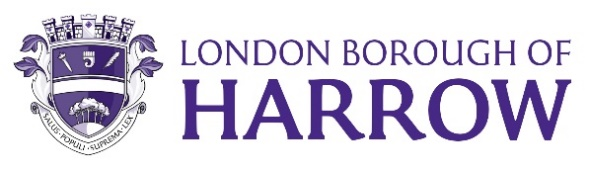 LONDON BOROUGH OF
HARROW
SALUS · POPULI · SUPREMA · LEX